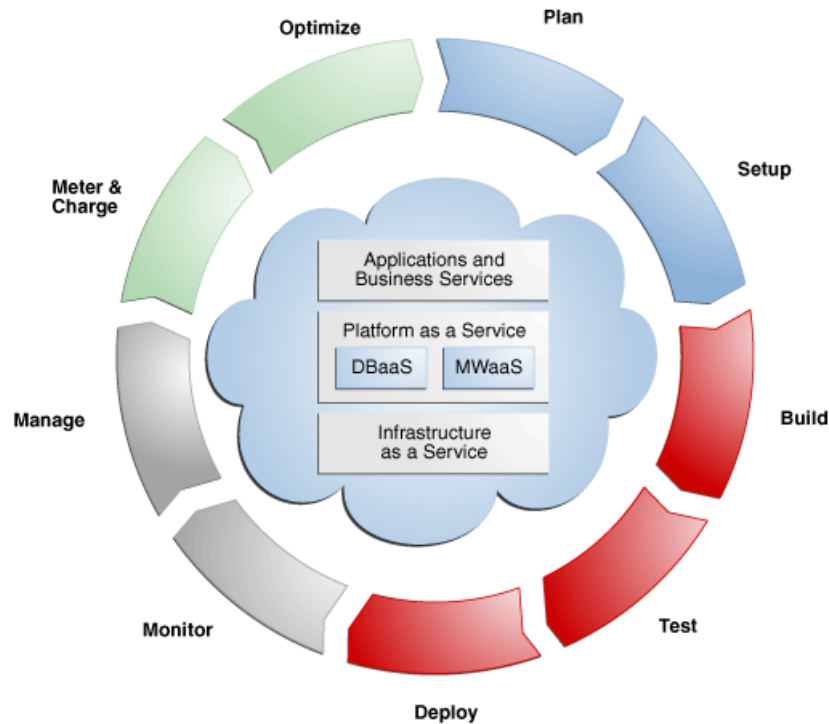 Plan
Optimize
Setup
Meter &
Charge
Applications and
Business Services
Platform as a Service
DBaaS
MWaaS
Manage
Build
Infrastructure
as a Service
Monitor
Test
Deploy